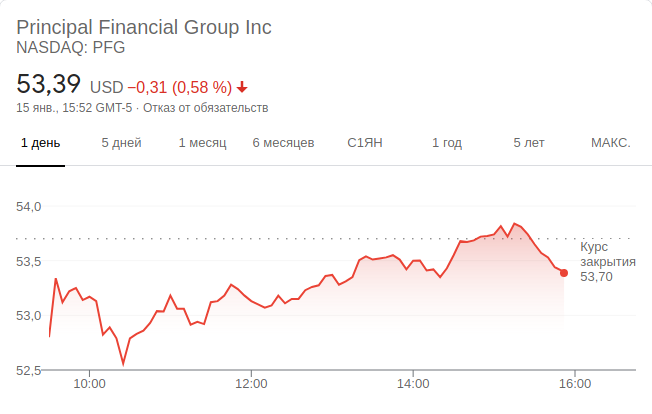 Principal Financial Group Inc
NASDAQ: PFG
53,39 USD −0,31 (0,58 %)
15 янв., 15:52 GMT-5 · Отказ от обязательств
1 день 5 дней 1 месяц 6 месяцев С1ЯН 1 год 5 лет МАКС.
54,0
53,5
53,0
52,5
Курс
закрытия
53,70
10:00 12:00 14:00 16:00